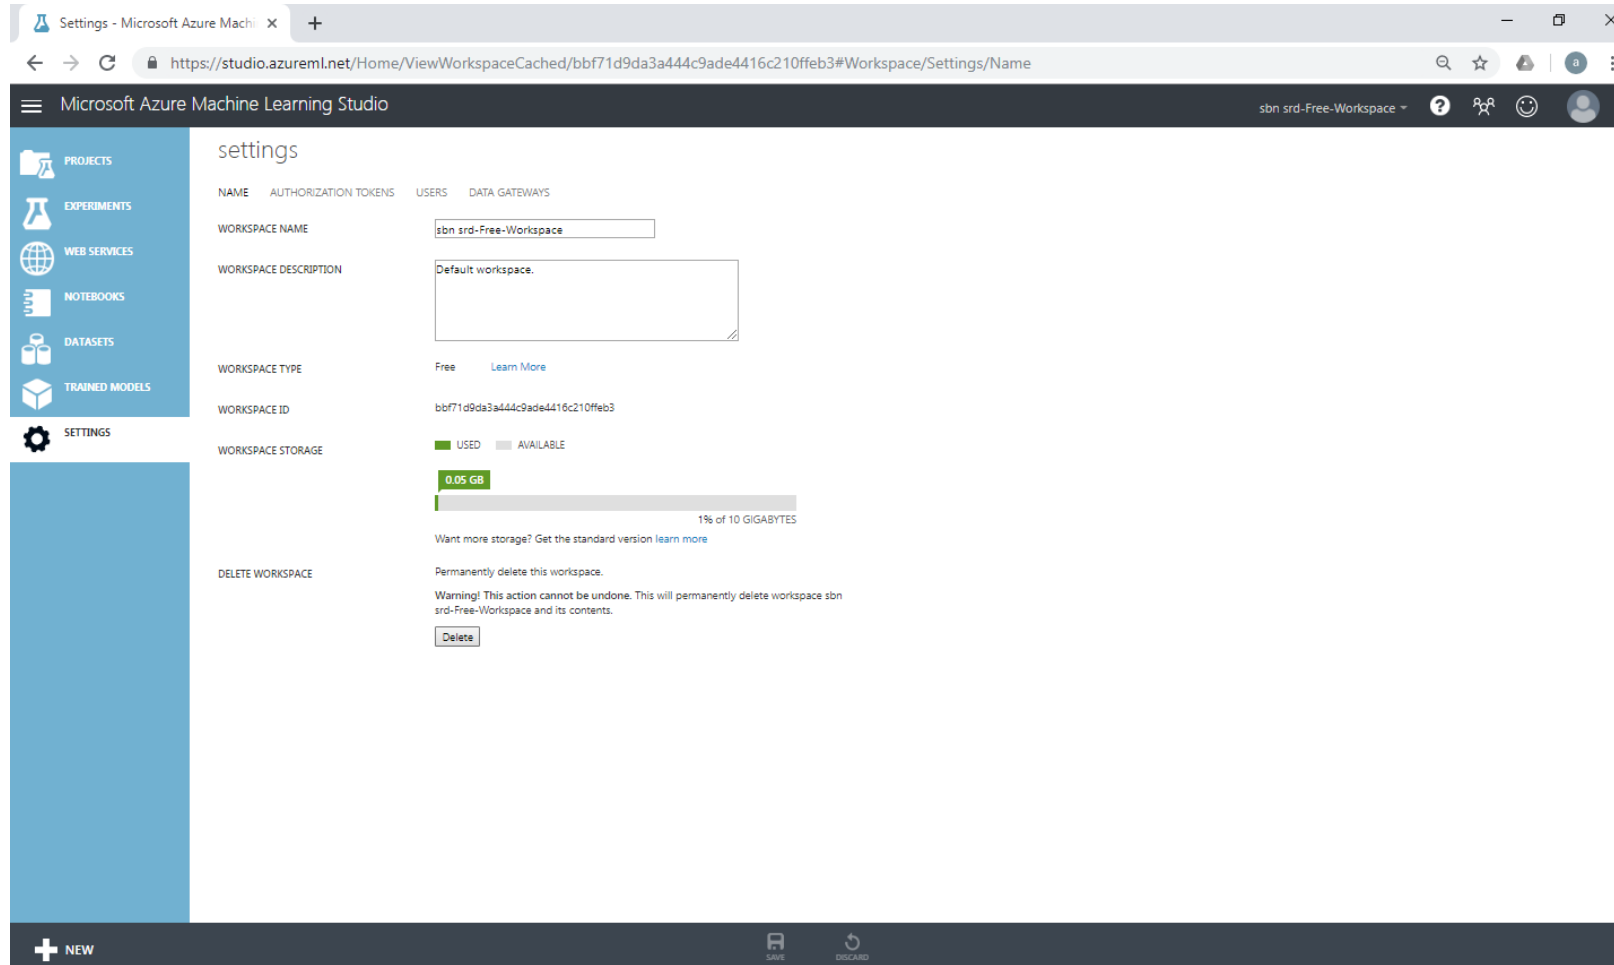 Settings - Microsoft Azure Machi
https://studio.azureml.net/Home/ViewWorkspaceCached/bbf71d9da3a444c9ade4416c210ffeb3#Workspace/Settings/Name
a
Microsoft Azure Machine Learning Studio
sbn srd-Free-Workspace
?
PROJECTS
EXPERIMENTS
WEB SERVICES
NOTEBOOKS
DATASETS
TRAINED MODELS
SETTINGS
settings
NAME AUTHORIZATION TOKENS USERS DATA GATEWAYS
WORKSPACE NAME sbn srd-Free-Workspace
WORKSPACE DESCRIPTION Default workspace.
WORKSPACE TYPE Free Learn More
WORKSPACE ID bbf71d9da3a444c9ade4416c210ffeb3
WORKSPACE STORAGE USED AVAILABLE
0.05 GB
1% of 10 GIGABYTES
Want more storage? Get the standard version learn more
DELETE WORKSPACE Permanently delete this workspace.
Warning! This action cannot be undone. This will permanently delete workspace sbn
srd-Free-Workspace and its contents.
Delete
NEW
SAVE DISCARD